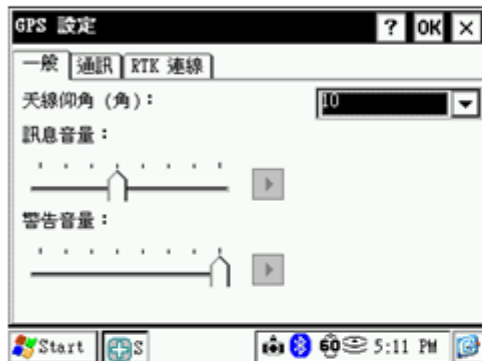 GPS 設定 ? OK ×
一般 通訊 RTK 連線
天線仰角 (角): 10
訊息音量:
警告音量:
Start S 60 5:11 PM